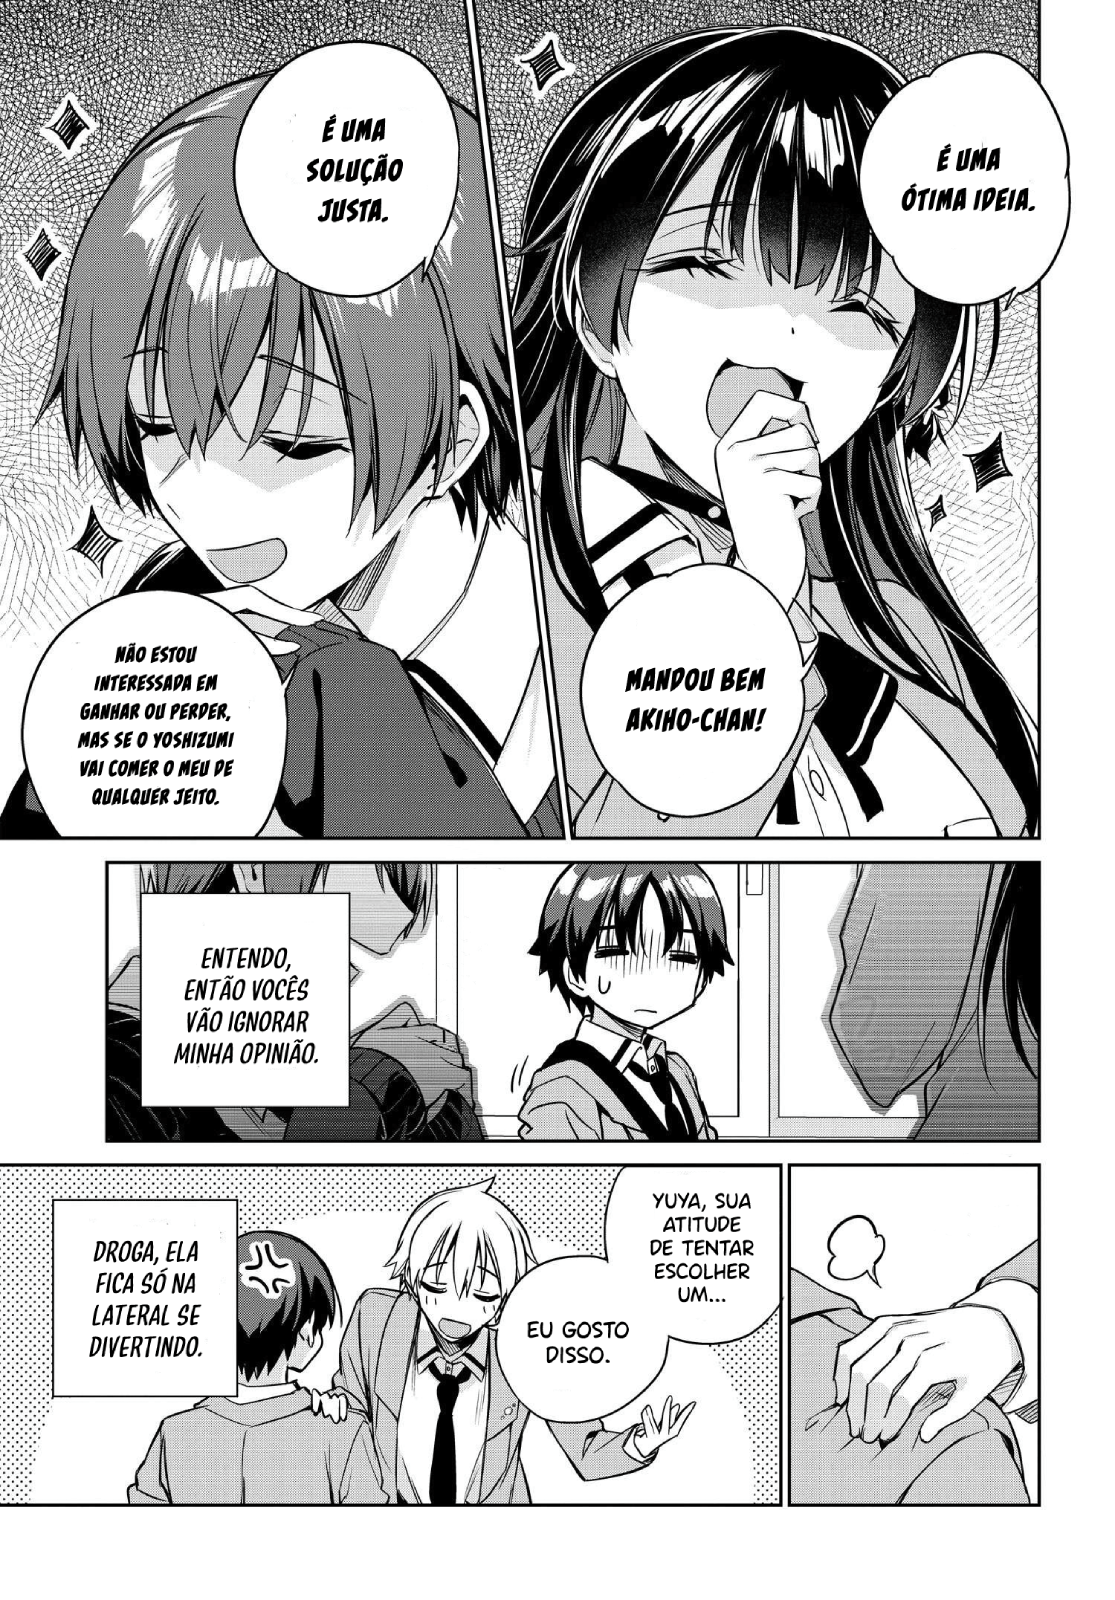 É UMA
ÓTIMA IDEIA.
MANDOU BEM
AKIHO-CHAN!
É UMA
SOLUÇÃO
JUSTA.
NÃO ESTOU
INTERESSADA EM
GANHAR OU PERDER,
MAS SE O YOSHIZUMI
VAI COMER O MEU DE
QUALQUER JEITO.
ENTENDO,
ENTÃO VOCÊS
VÃO IGNORAR
MINHA OPINIÃO.
YUYA, SUA
ATITUDE
DE TENTAR
ESCOLHER
UM...
EU GOSTO
DISSO.
DROGA, ELA
FICA SÓ NA
LATERAL SE
DIVERTINDO.